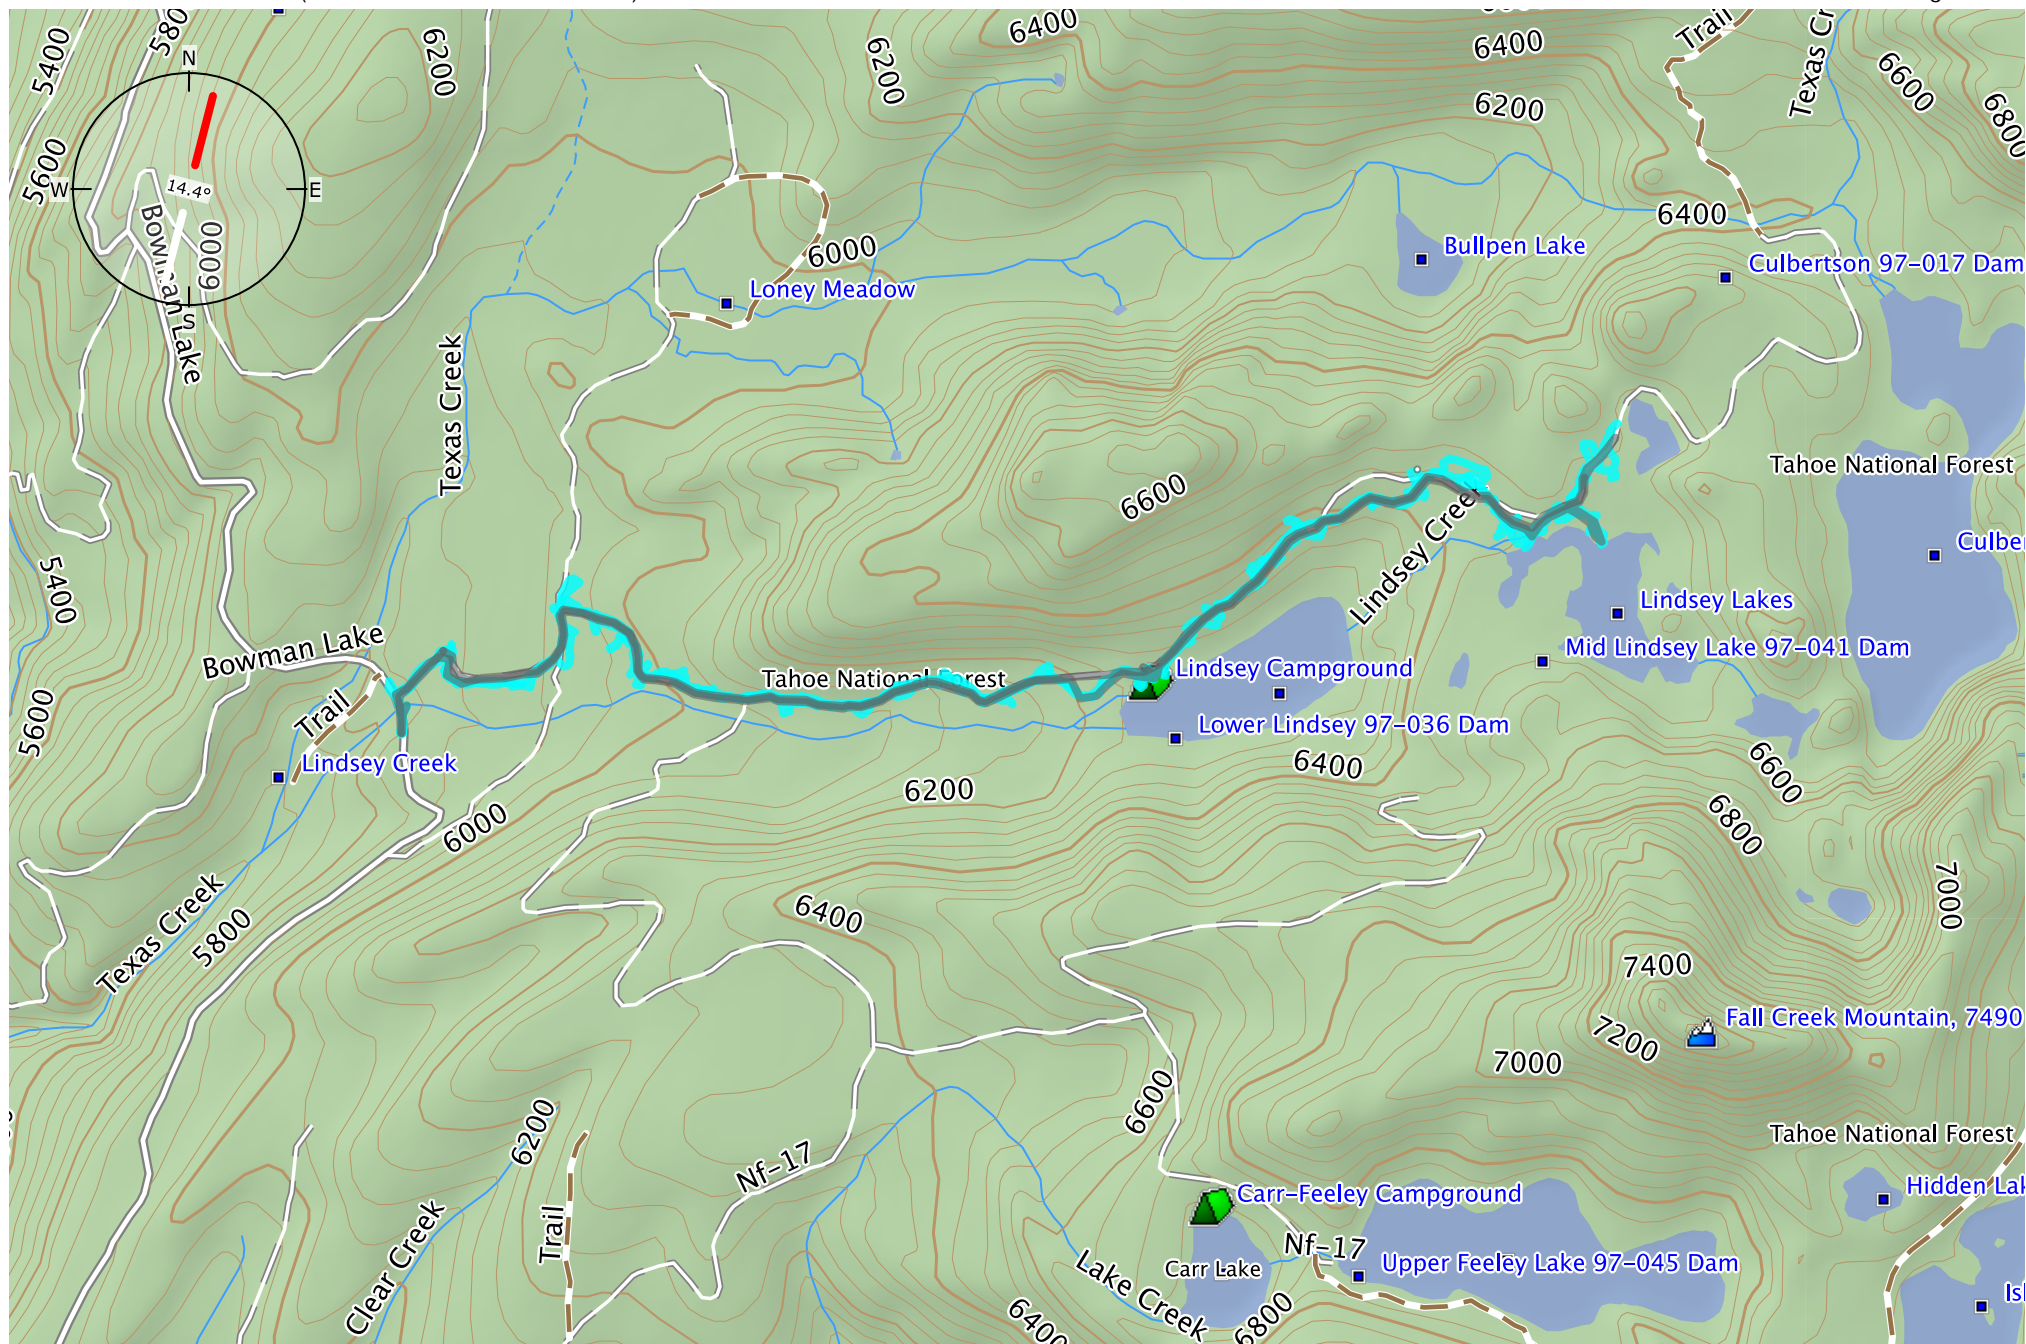 5400
580
6200
6200
6400
6400
6200
Trail
Texas Cr
6600
6800
5600
N
W
E
S
14.4°
6000
Bowman Lake
6000
Loney Meadow
Bullpen Lake
6400
Culbertson 97-017 Dam
Texas Creek
Tahoe National Forest
6600
Lindsey Creek
5400
Culbe
Lindsey Lakes
Bowman Lake
Mid Lindsey Lake 97-041 Dam
Tahoe National Forest
Lindsey Campground
Trail
5600
Lower Lindsey 97-036 Dam
Lindsey Creek
6400
6200
6600
6000
6800
7000
6400
5800
Texas Creek
7400
Fall Creek Mountain, 7490
7200
7000
6600
6200
Tahoe National Forest
Nf-17
Carr-Feeley Campground
Hidden Lak
Trail
Clear Creek
Nf-17
Carr Lake
Upper Feeley Lake 97-045 Dam
Lake Creek
Isl
6400
6800